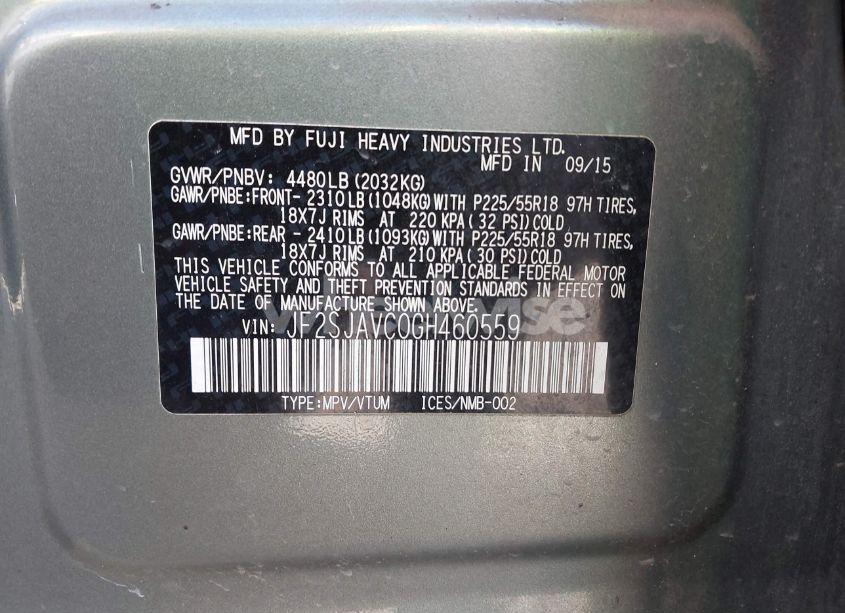 MFD BY FUJI HEAVY INDUSTRIES LTD.
MFD IN 09/15
GVWR/PNBV: 4480LB(2032KG)
GAWR/PNBE:FRONT- 2310LB(1048KG)WITH P225/55R18 97H TIRES,
18X7J RIMS AT 220 KPA(32 PSI)COLD
GAWR/PNBE:REAR - 2410LB(1093KG)WITH P225/55R18 97H TIRES,
18X7J RIMS AT 210 KPA(30 PSI)COLD
THIS VEHICLE CONFORMS TO ALL APPLICABLE FEDERAL MOTOR
VEHICLE SAFETY AND THEFT PREVENTION STANDARDS IN EFFECT ON
THE DATE OF MANUFACTURE SHOWN ABOVE.
VIN: JF2SJAVC0GH460559
TYPE:MPV/VTUM ICES/NMB-002